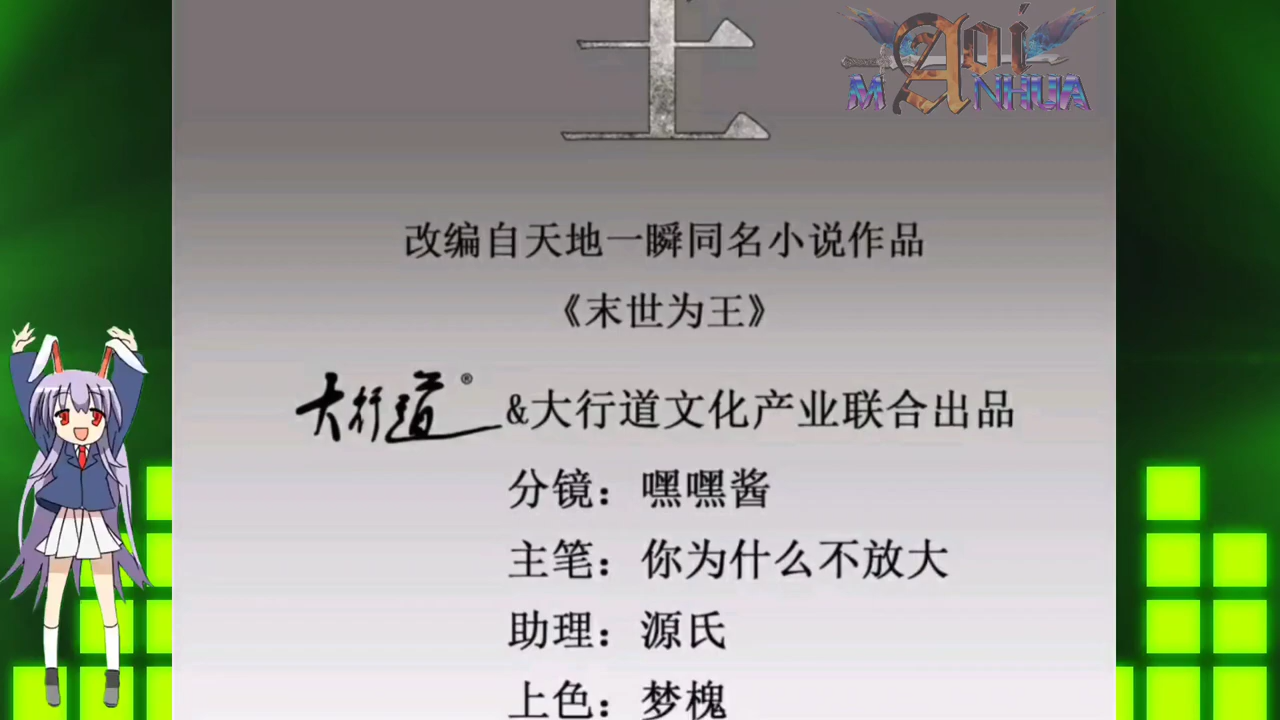 王
Aoi
MANHUA
改编自天地一瞬同名小说作品
《末世为王》
大行道® &大行道文化产业联合出品
分镜：嘿嘿酱
主笔：你为什么不放大
助理：源氏
上色：梦槐